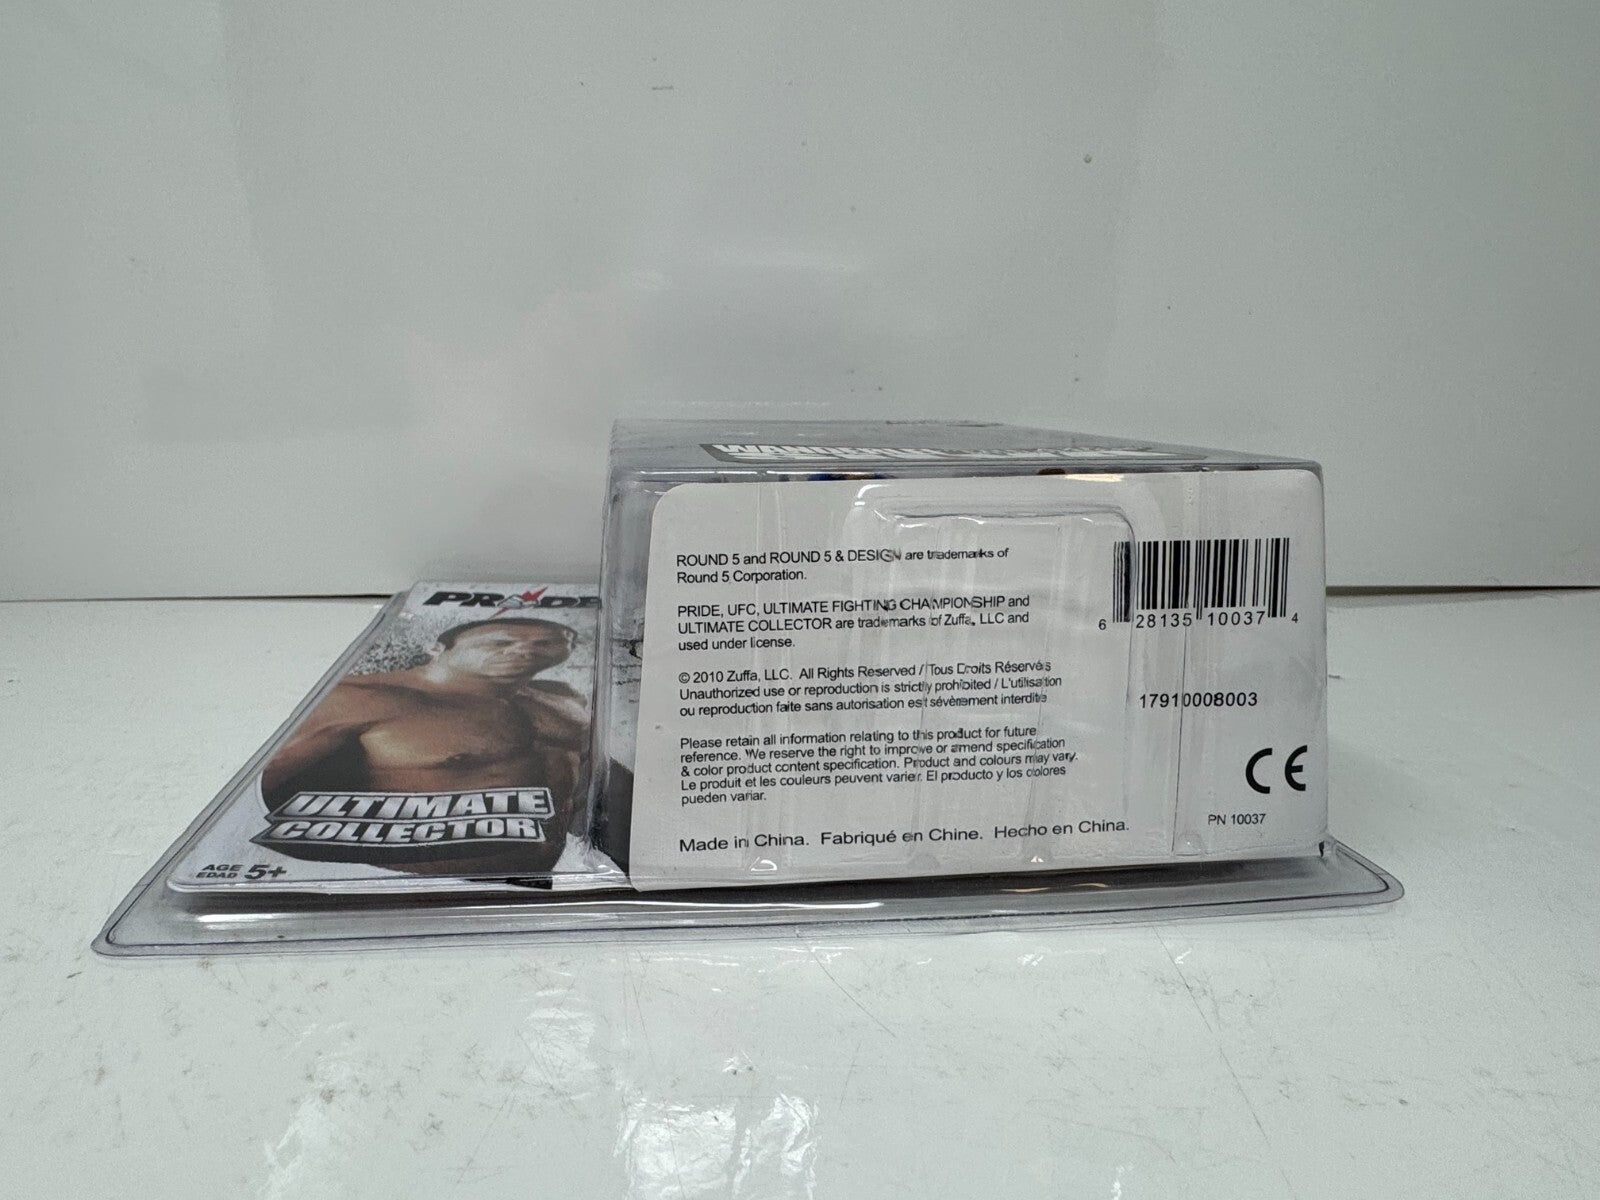 PRIDE
ULTIMATE
COLLECTOR
AGE
EDAD 5+
ROUND 5 and ROUND 5 & DESIGN are trademarks of
Round 5 Corporation.
PRIDE, UFC, ULTIMATE FIGHTING CHAMPIONSHIP and
ULTIMATE COLLECTOR are trademarks of Zuffa, LLC and
used under license.
© 2010 Zuffa, LLC. All Rights Reserved / Tous Droits Réservés
Unauthorized use or reproduction is strictly prohibited / L'utilisation
ou reproduction faite sans autorisation est sévèrement interdite
Please retain all information relating to this product for future
reference. We reserve the right to improve or amend specification
& color product content specification. Product and colours may vary.
Le produit et les couleurs peuvent varier. El producto y los colores
pueden variar.
Made in China. Fabriqué en Chine. Hecho en China.
6 28135 10037 4
17910008003
CE
PN 10037